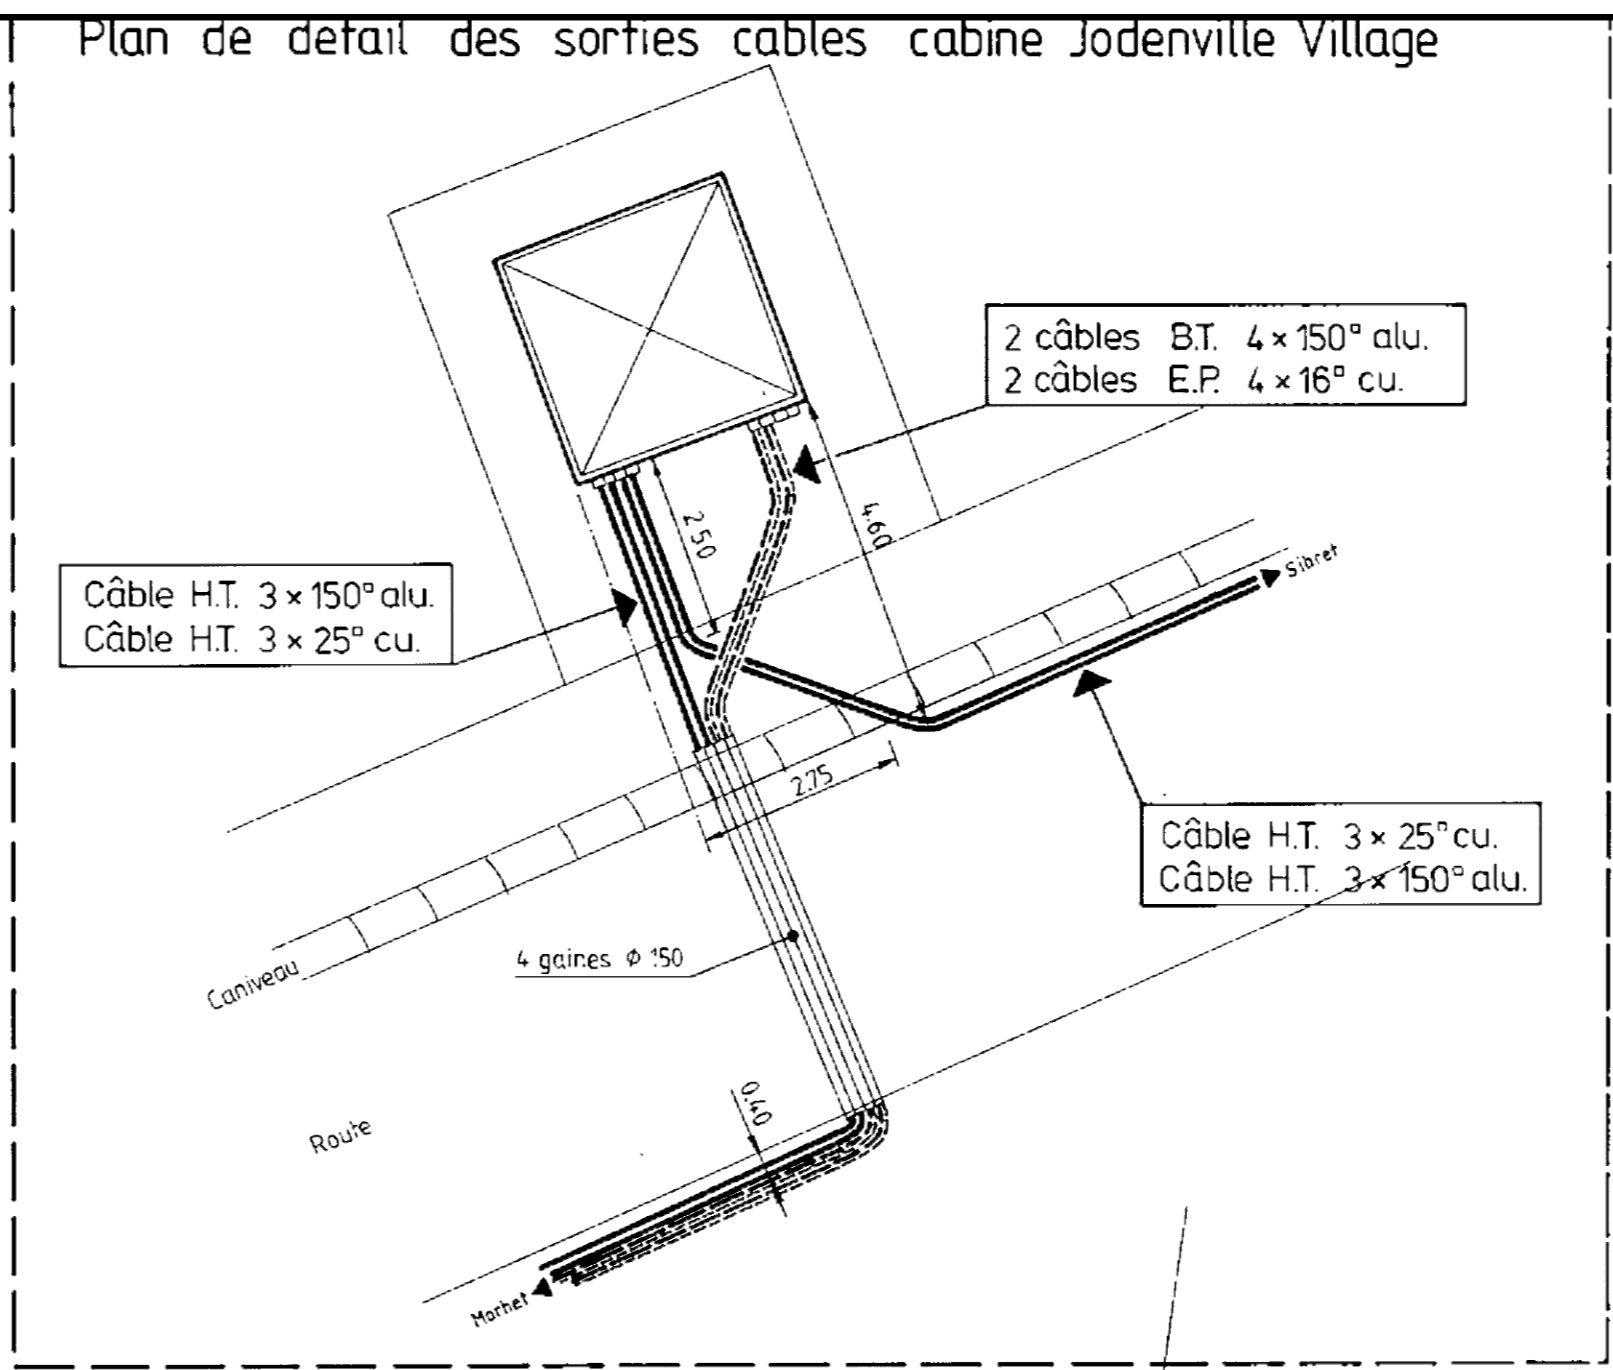 Plan de detail des sorties cables cabine Jodenville Village
2 câbles B.T. 4 × 150° alu.
2 câbles E.P. 4 × 16° cu.
4.60
2.50
Sibret
Câble H.T. 3 × 150° alu.
Câble H.T. 3 × 25° cu.
2.75
Câble H.T. 3 × 25° cu.
Câble H.T. 3 × 150° alu.
4 gaines Ø 150
Caniveau
0.40
Route
Morhet